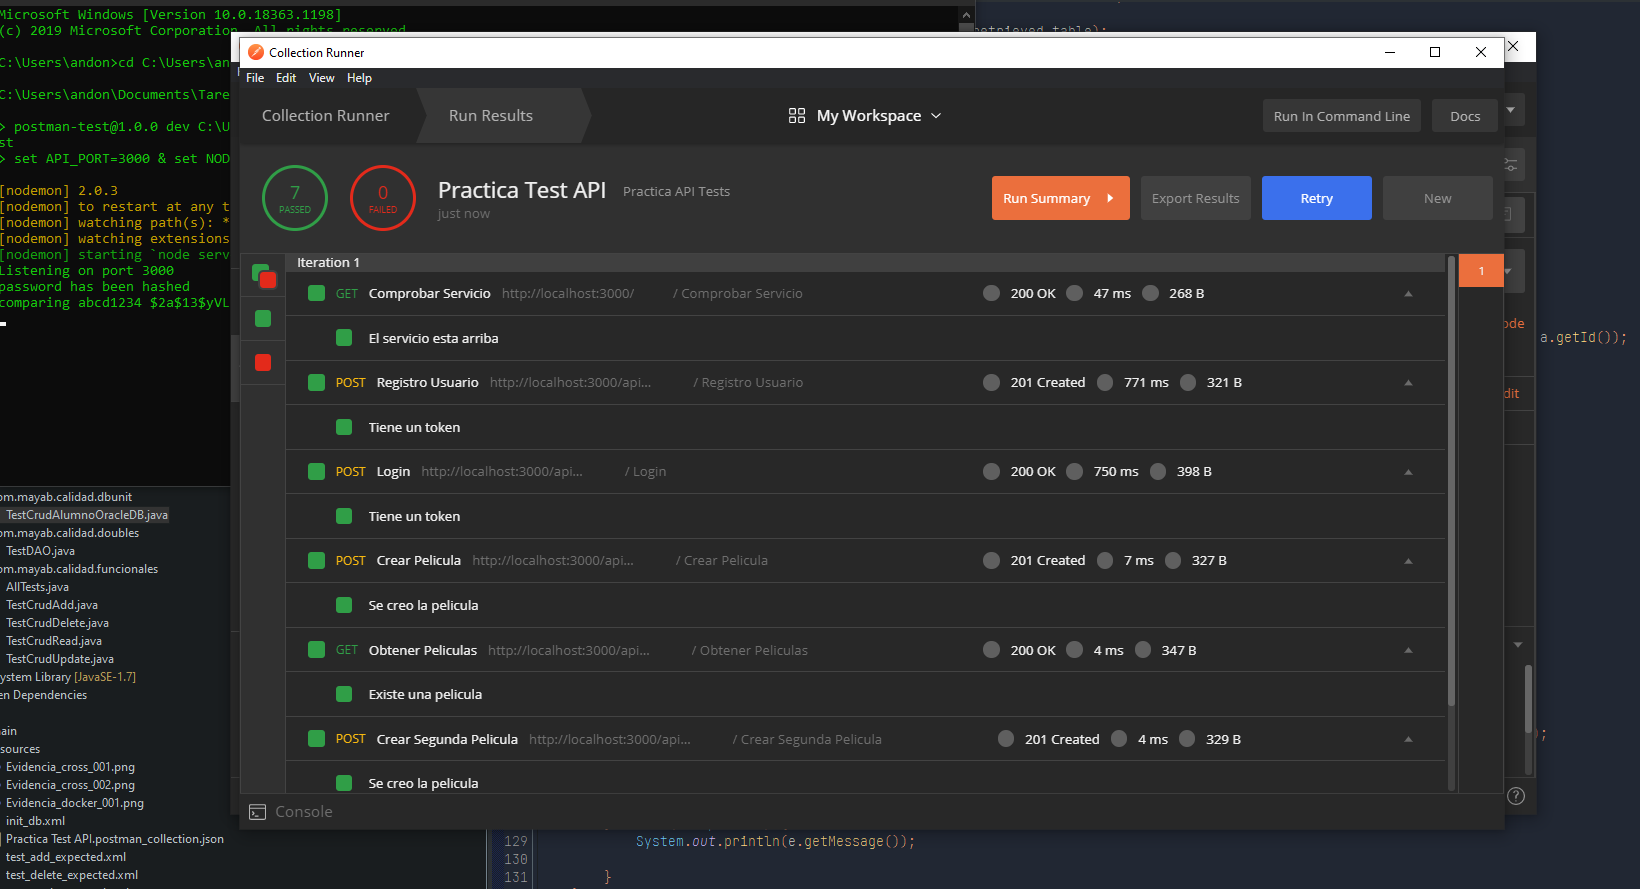 Microsoft Windows [Version 10.0.18363.1198]
(c) 2019 Microsoft Corporation. All rights reserved
C:\Users\andon>cd C:\Users\an
C:\Users\andon\Documents\Tare
> postman-test@1.0.0 dev C:\U
st
> set API_PORT=3000 & set NOD
[nodemon] 2.0.3
[nodemon] to restart at any t
[nodemon] watching path(s): *
[nodemon] watching extensions
[nodemon] starting `node serv
Listening on port 3000
password has been hashed
comparing abcd1234 $2a$13$yVL
etrieved_table);
Collection Runner
File Edit View Help
Collection Runner
Run Results
My Workspace
Run In Command Line
Docs
7
PASSED
0
FAILED
Practica Test API
Practica API Tests
just now
Run Summary
Export Results
Retry
New
Iteration 1
1
GET Comprobar Servicio http://localhost:3000/ / Comprobar Servicio 200 OK 47 ms 268 B
El servicio esta arriba
POST Registro Usuario http://localhost:3000/api... / Registro Usuario 201 Created 771 ms 321 B
Tiene un token
POST Login http://localhost:3000/api... / Login 200 OK 750 ms 398 B
Tiene un token
POST Crear Pelicula http://localhost:3000/api... / Crear Pelicula 201 Created 7 ms 327 B
Se creo la pelicula
GET Obtener Peliculas http://localhost:3000/api... / Obtener Peliculas 200 OK 4 ms 347 B
Existe una pelicula
POST Crear Segunda Pelicula http://localhost:3000/api... / Crear Segunda Pelicula 201 Created 4 ms 329 B
Se creo la pelicula
Console
ode
a.getId());
dit
);
om.mayab.calidad.dbunit
TestCrudAlumnoOracleDB.java
om.mayab.calidad.doubles
TestDAO.java
om.mayab.calidad.funcionales
AllTests.java
TestCrudAdd.java
TestCrudDelete.java
TestCrudRead.java
TestCrudUpdate.java
ystem Library [JavaSE-1.7]
en Dependencies
ain
sources
Evidencia_cross_001.png
Evidencia_cross_002.png
Evidencia_docker_001.png
init_db.xml
Practica Test API.postman_collection.json
test_add_expected.xml
test_delete_expected.xml
129 System.out.println(e.getMessage());
130
131 }